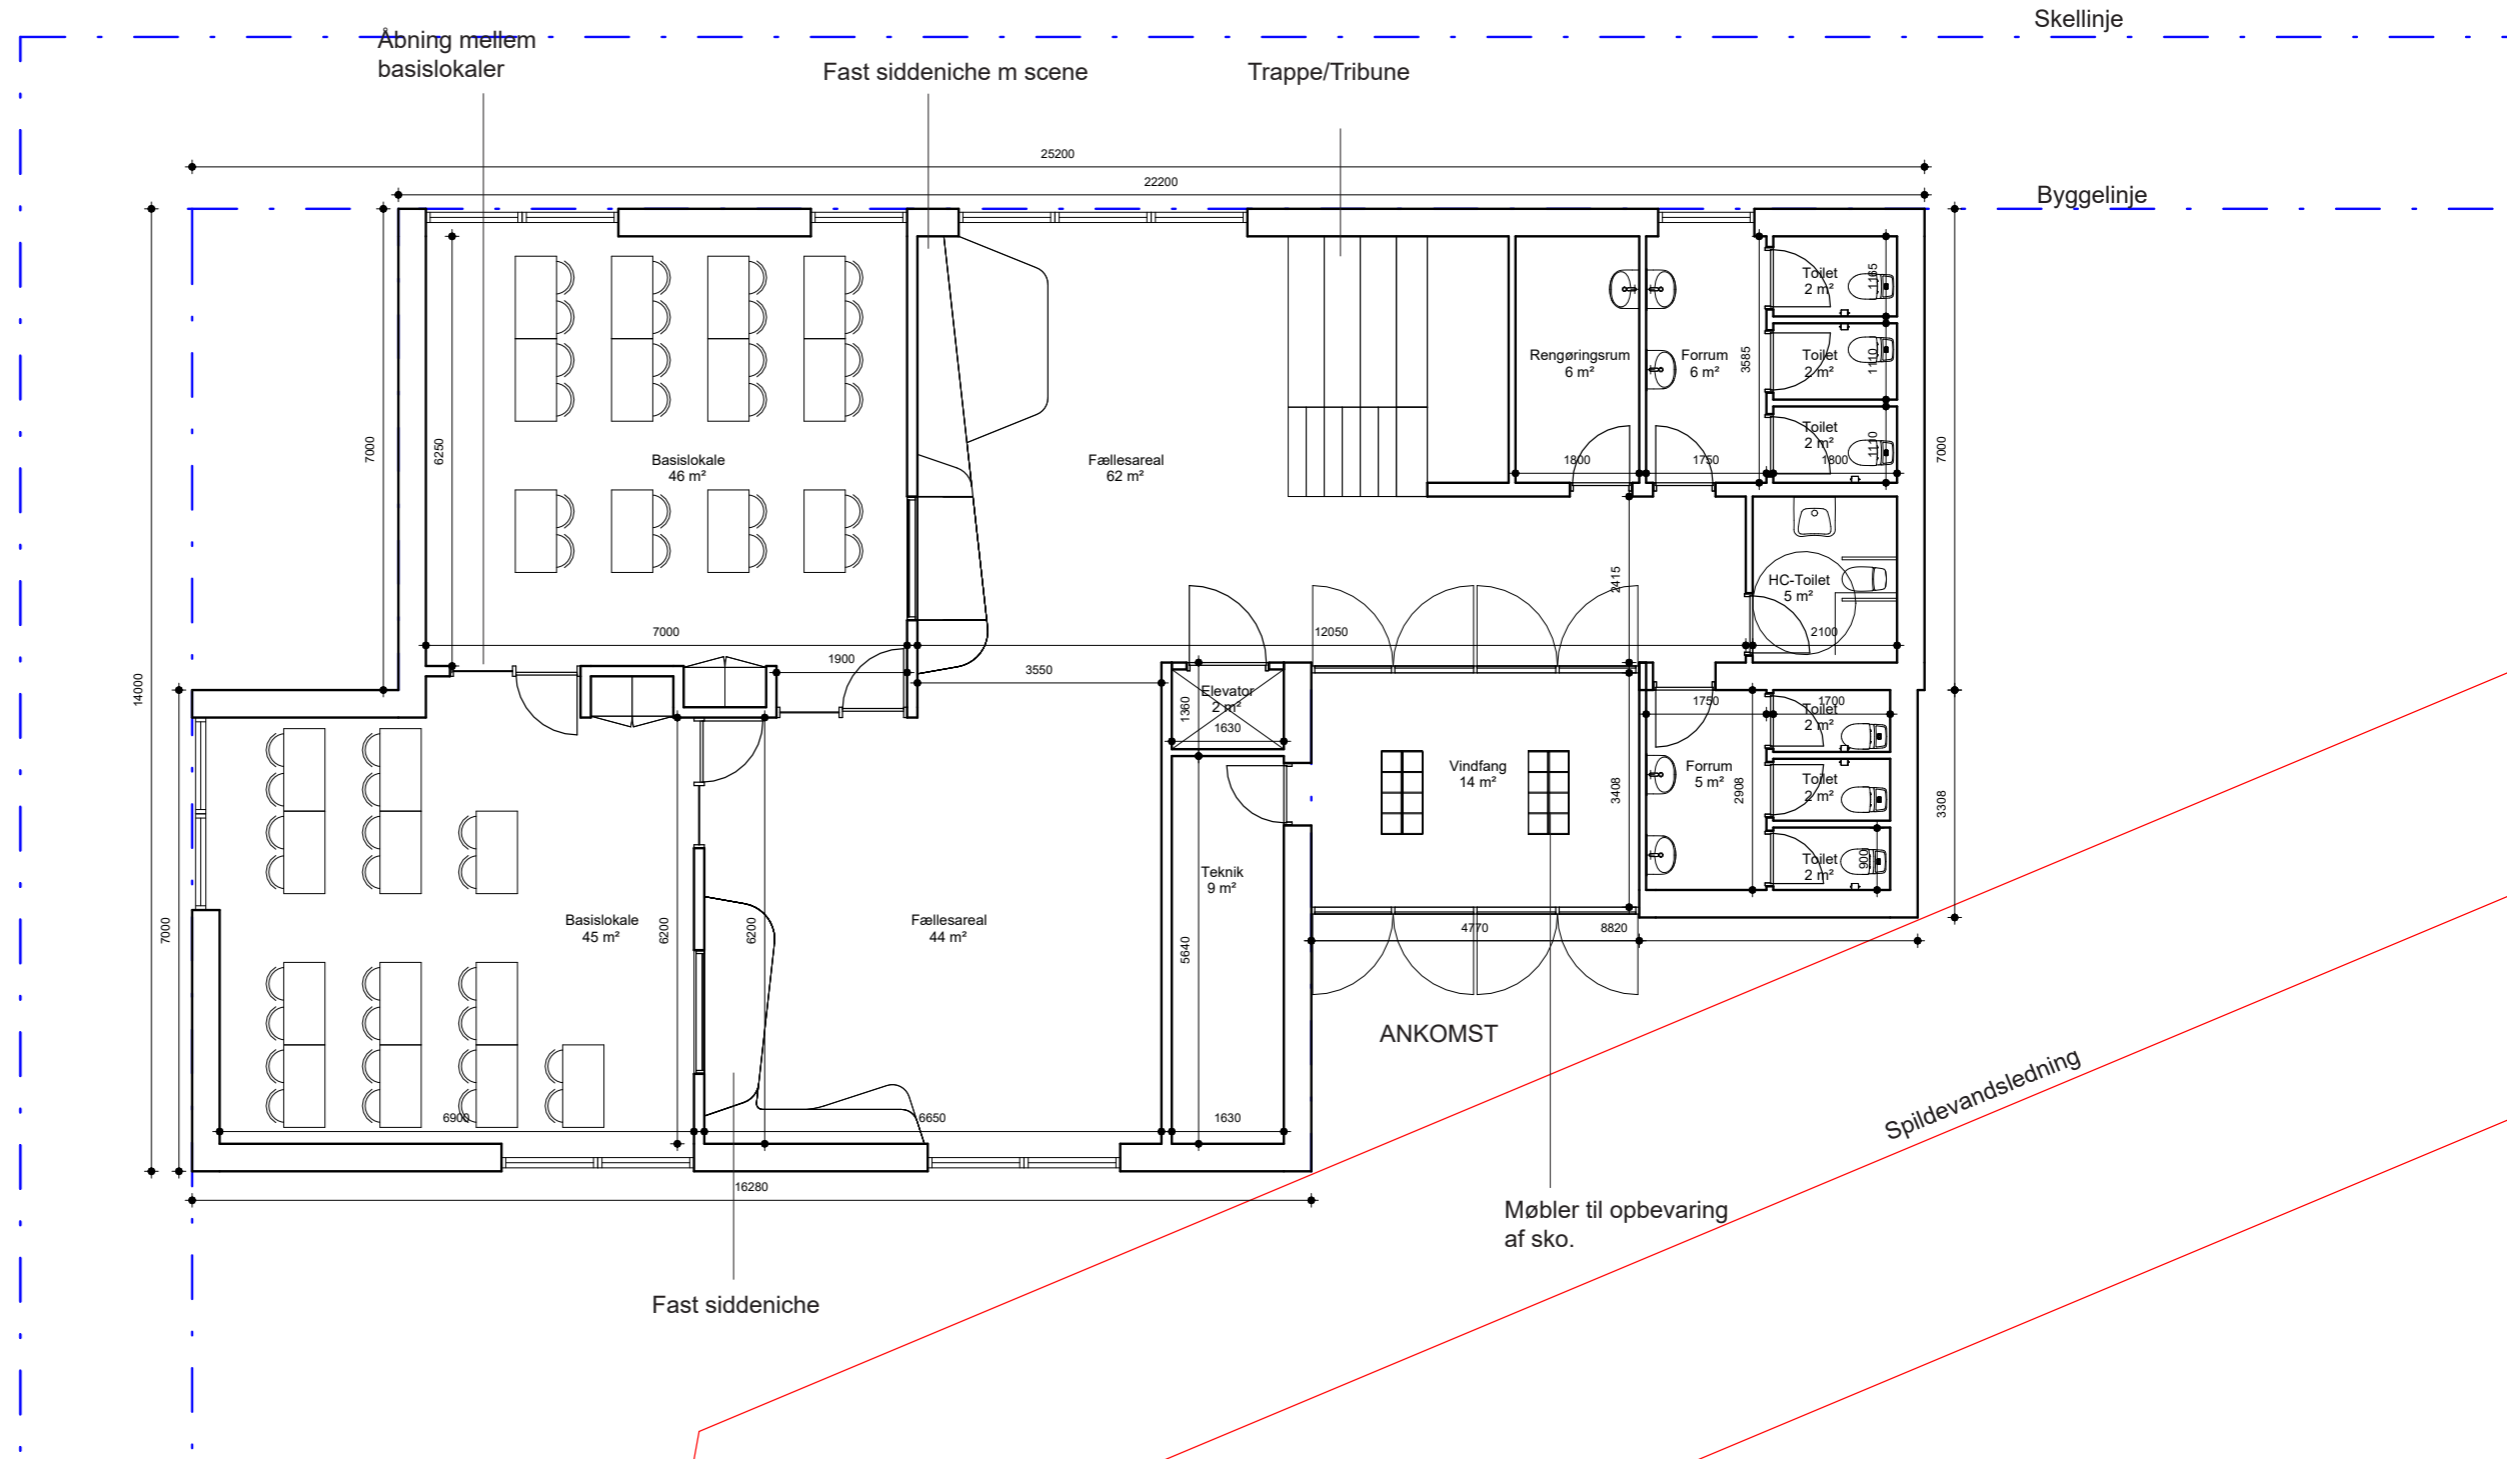 Skellinje
Åbning mellem
basislokaler
Fast siddeniche m scene
Trappe/Tribune
25200
22200
Byggelinje
Toilet
2 m²
1165
Rengøringsrum
6 m²
Forrum
6 m²
3585
Toilet
2 m²
1110
Toilet
2 m²
1110
7000
6250
Basislokale
46 m²
Fællesareal
62 m²
1800
1750
1800
7000
2415
HC-Toilet
5 m²
7000
1900
12050
2100
3550
14000
Elevator
2 m²
1360
1630
1750
1700
Toilet
2 m²
Vindfang
14 m²
3408
Forrum
5 m²
2908
Toilet
2 m²
3308
Teknik
9 m²
Toilet
2 m²
900
7000
Basislokale
45 m²
6200
6200
Fællesareal
44 m²
5640
4770
8820
ANKOMST
6900
6650
1630
Spildevandsledning
16280
Møbler til opbevaring
af sko.
Fast siddeniche